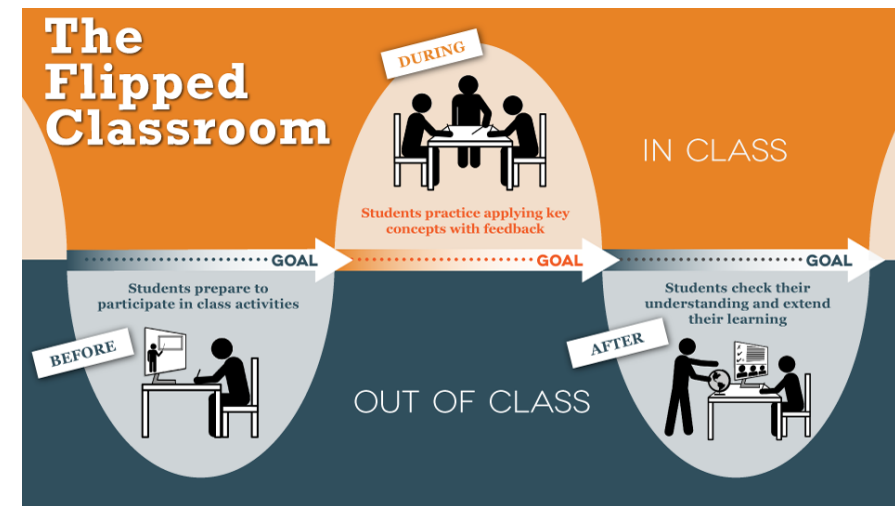 The
Flipped
Classroom
DURING
IN CLASS
Students practice applying key
concepts with feedback
GOAL
GOAL
GOAL
Students prepare to
participate in class activities
BEFORE
OUT OF CLASS
Students check their
understanding and extend
their learning
AFTER